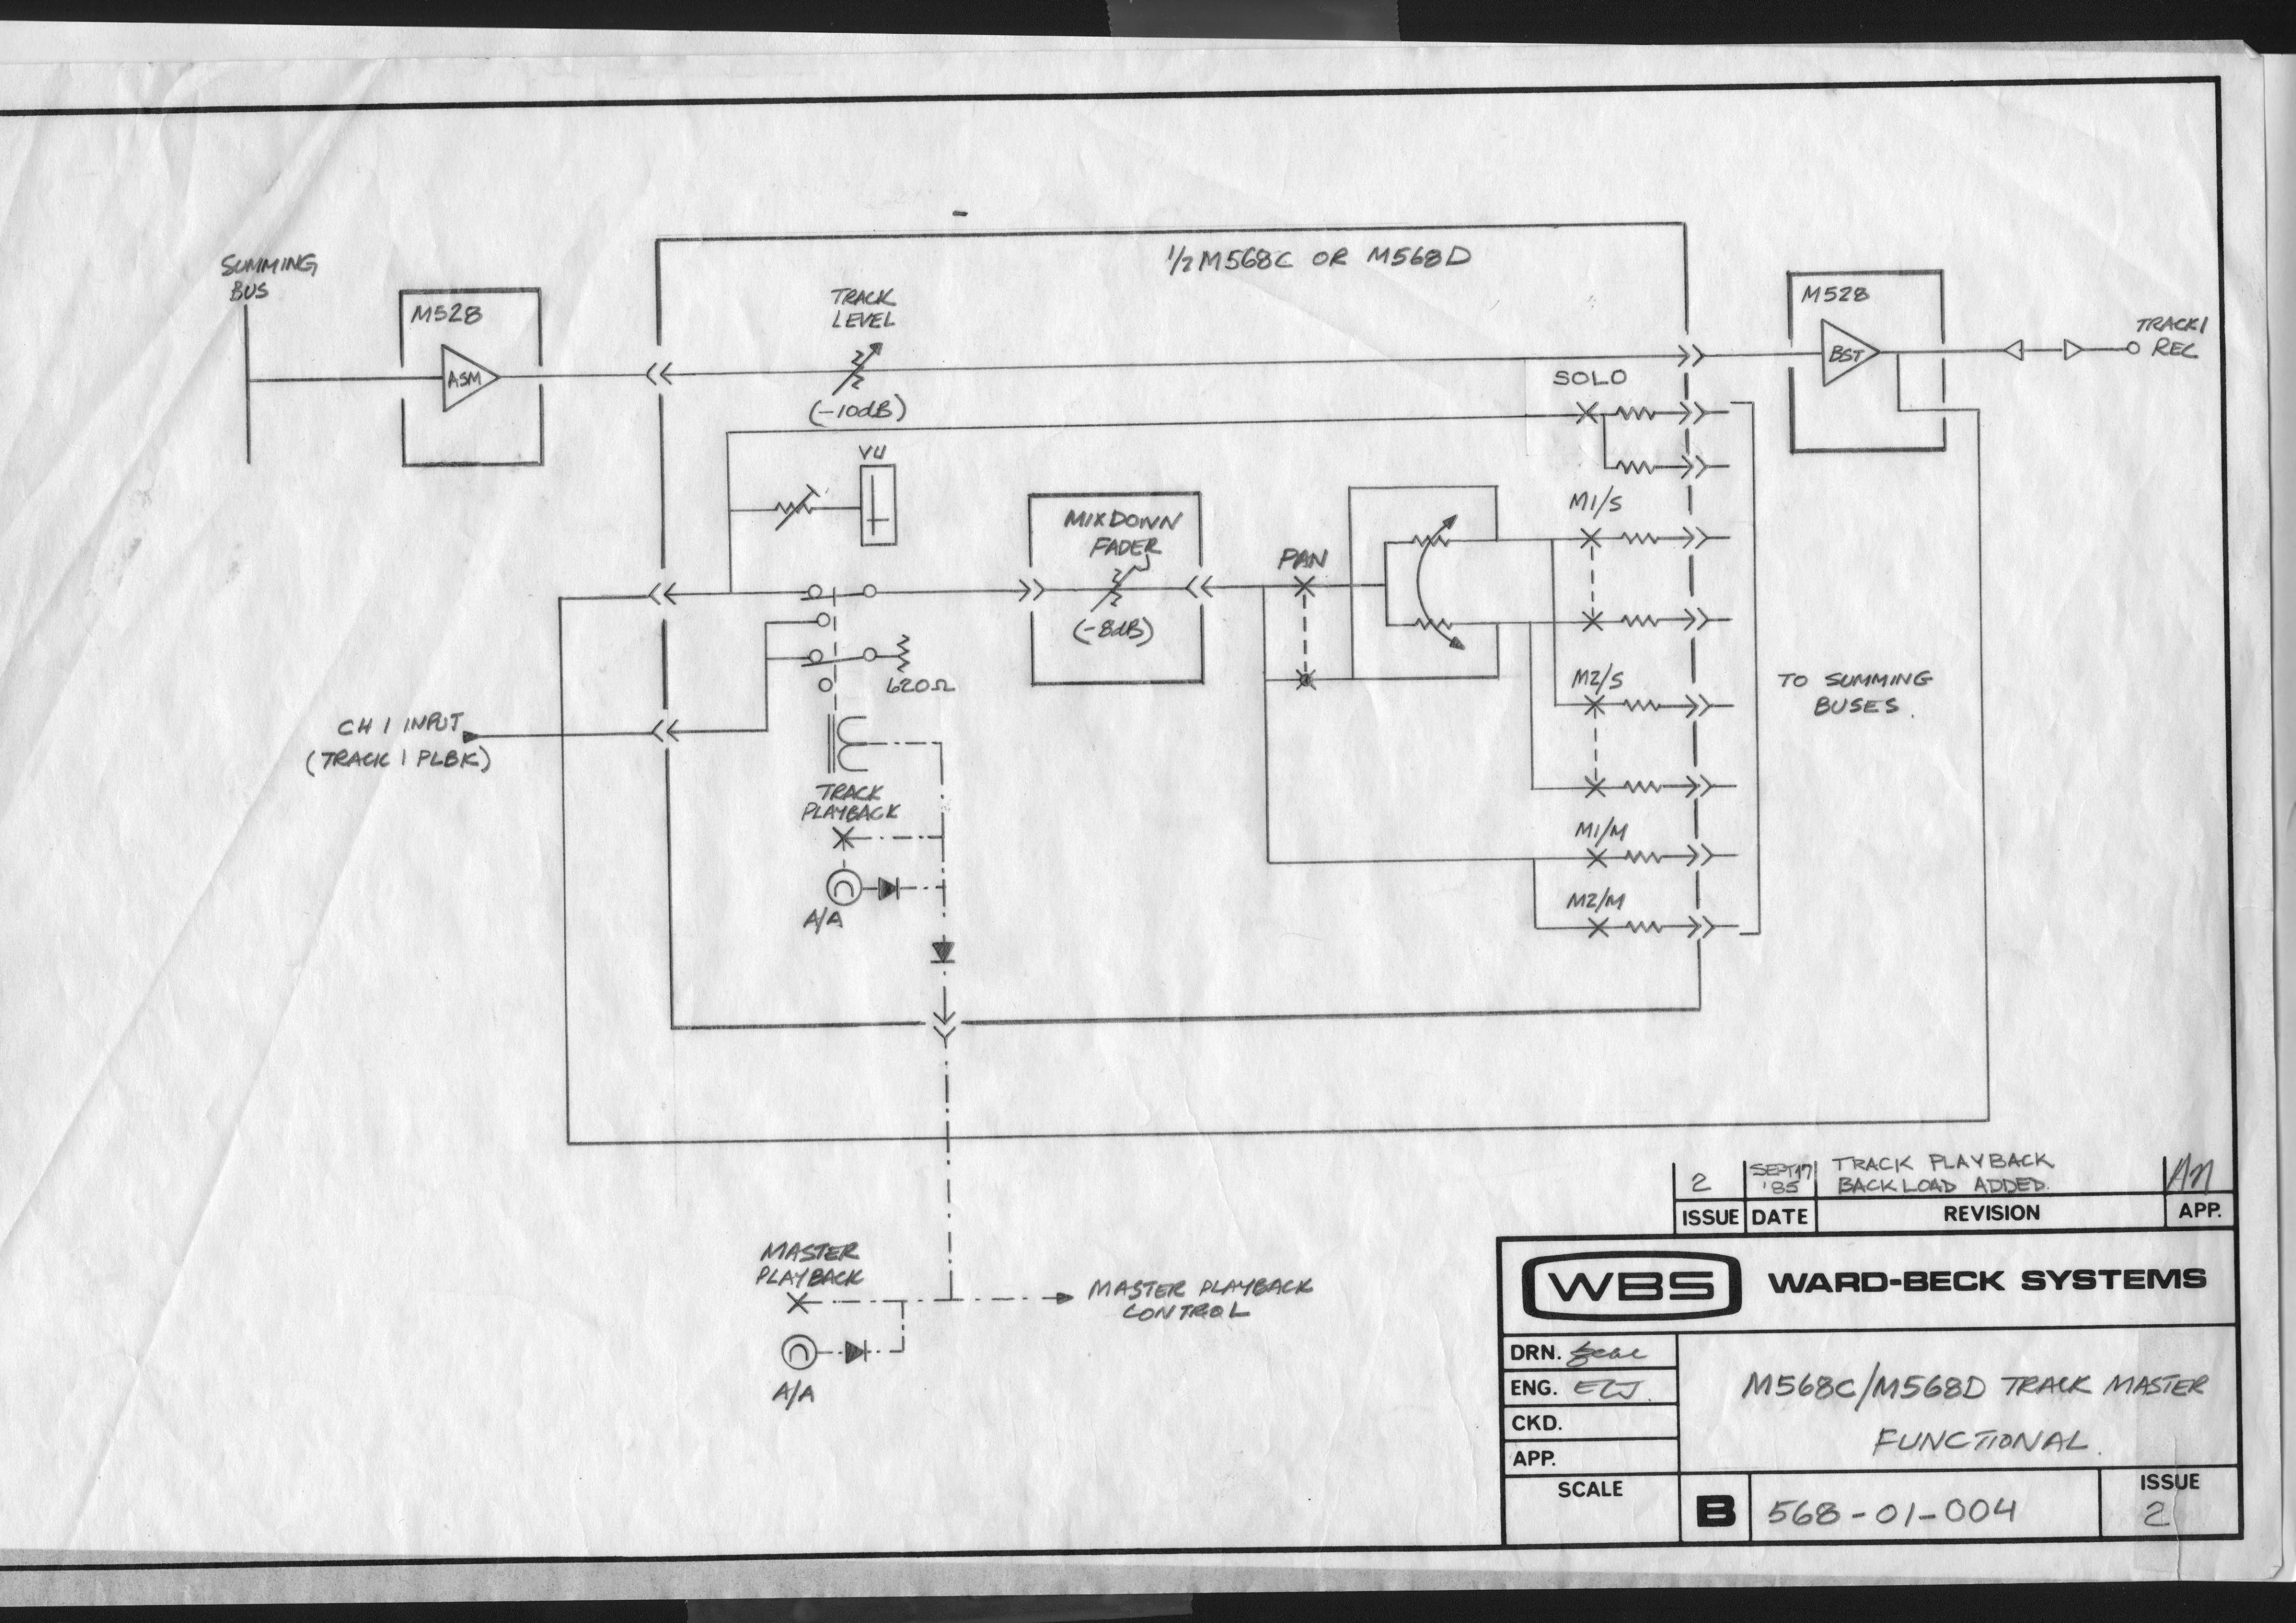 SUMMING
BUS
M528
ASM
1/2 M568C OR M568D
TRACK
LEVEL
(-10dB)
M528
BST
TRACK 1
REC
SOLO
VU
MIXDOWN
FADER
(-8dB)
PAN
M1/S
M2/S
M1/M
M2/M
TO SUMMING
BUSES.
620Ω
CH 1 INPUT
(TRACK 1 PLBK)
TRACK
PLAYBACK
A/A
MASTER
PLAYBACK
A/A
MASTER PLAYBACK
CONTROL
2 SEPT 17 '85 TRACK PLAYBACK
BACKLOAD ADDED.
ISSUE DATE REVISION APP.
WBS WARD-BECK SYSTEMS
DRN.
ENG.
CKD.
APP.
SCALE
M568C/M568D TRACK MASTER
FUNCTIONAL.
B 568-01-004
ISSUE
2